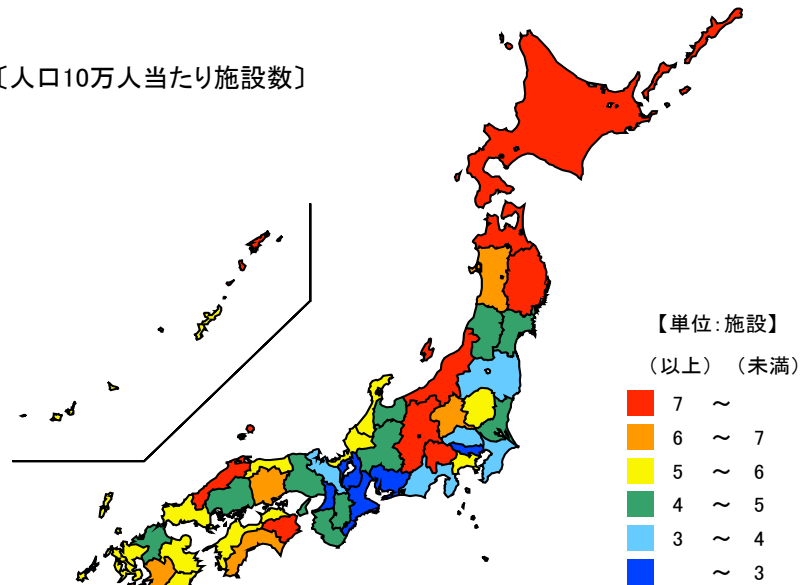 〔人口10万人当たり施設数〕
【単位:施設】
（以上） （未満）
7 ～
6 ～ 7
5 ～ 6
4 ～ 5
3 ～ 4
～ 3